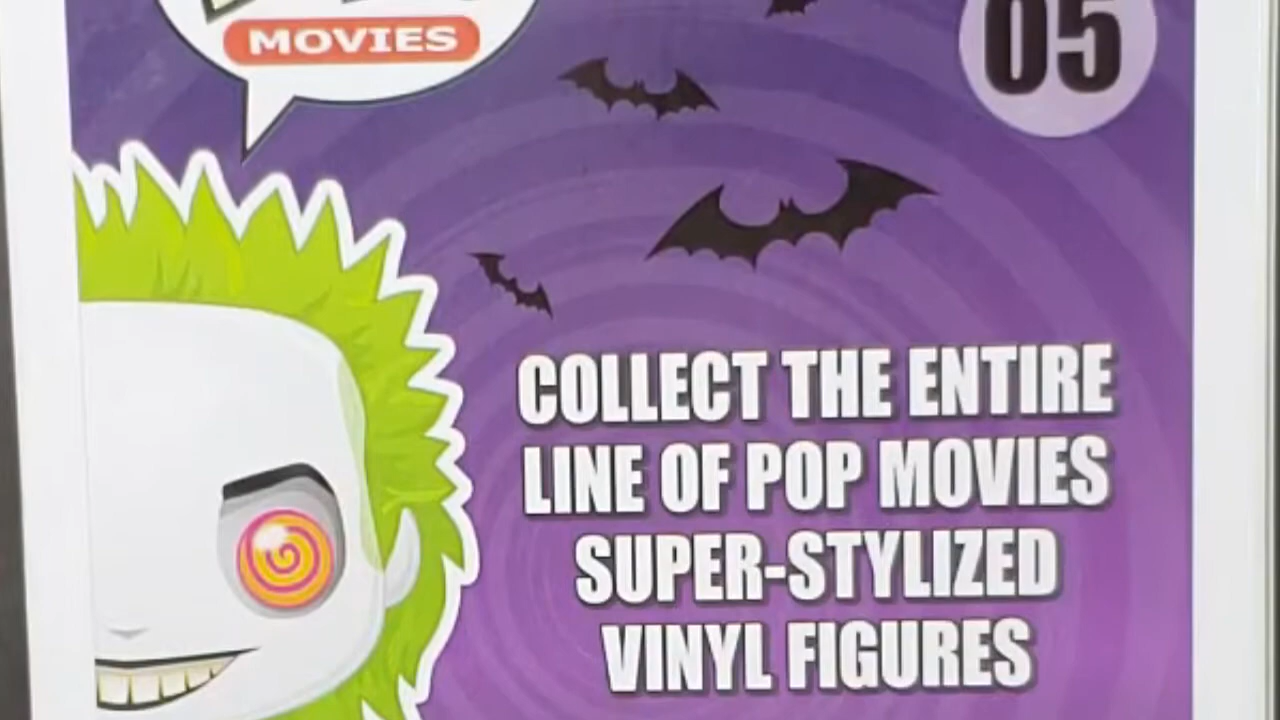 MOVIES
05
COLLECT THE ENTIRE
LINE OF POP MOVIES
SUPER-STYLIZED
VINYL FIGURES